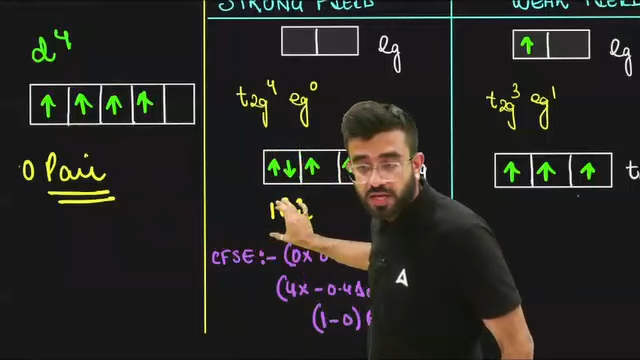 STRONG FIELD
WEAK FIELD
d⁴
0 Pair
eg
t₂g⁴ eg⁰
CFSE :- (0x0
(4x -0.4Δ
(1-0)
eg
t₂g³ eg¹
t